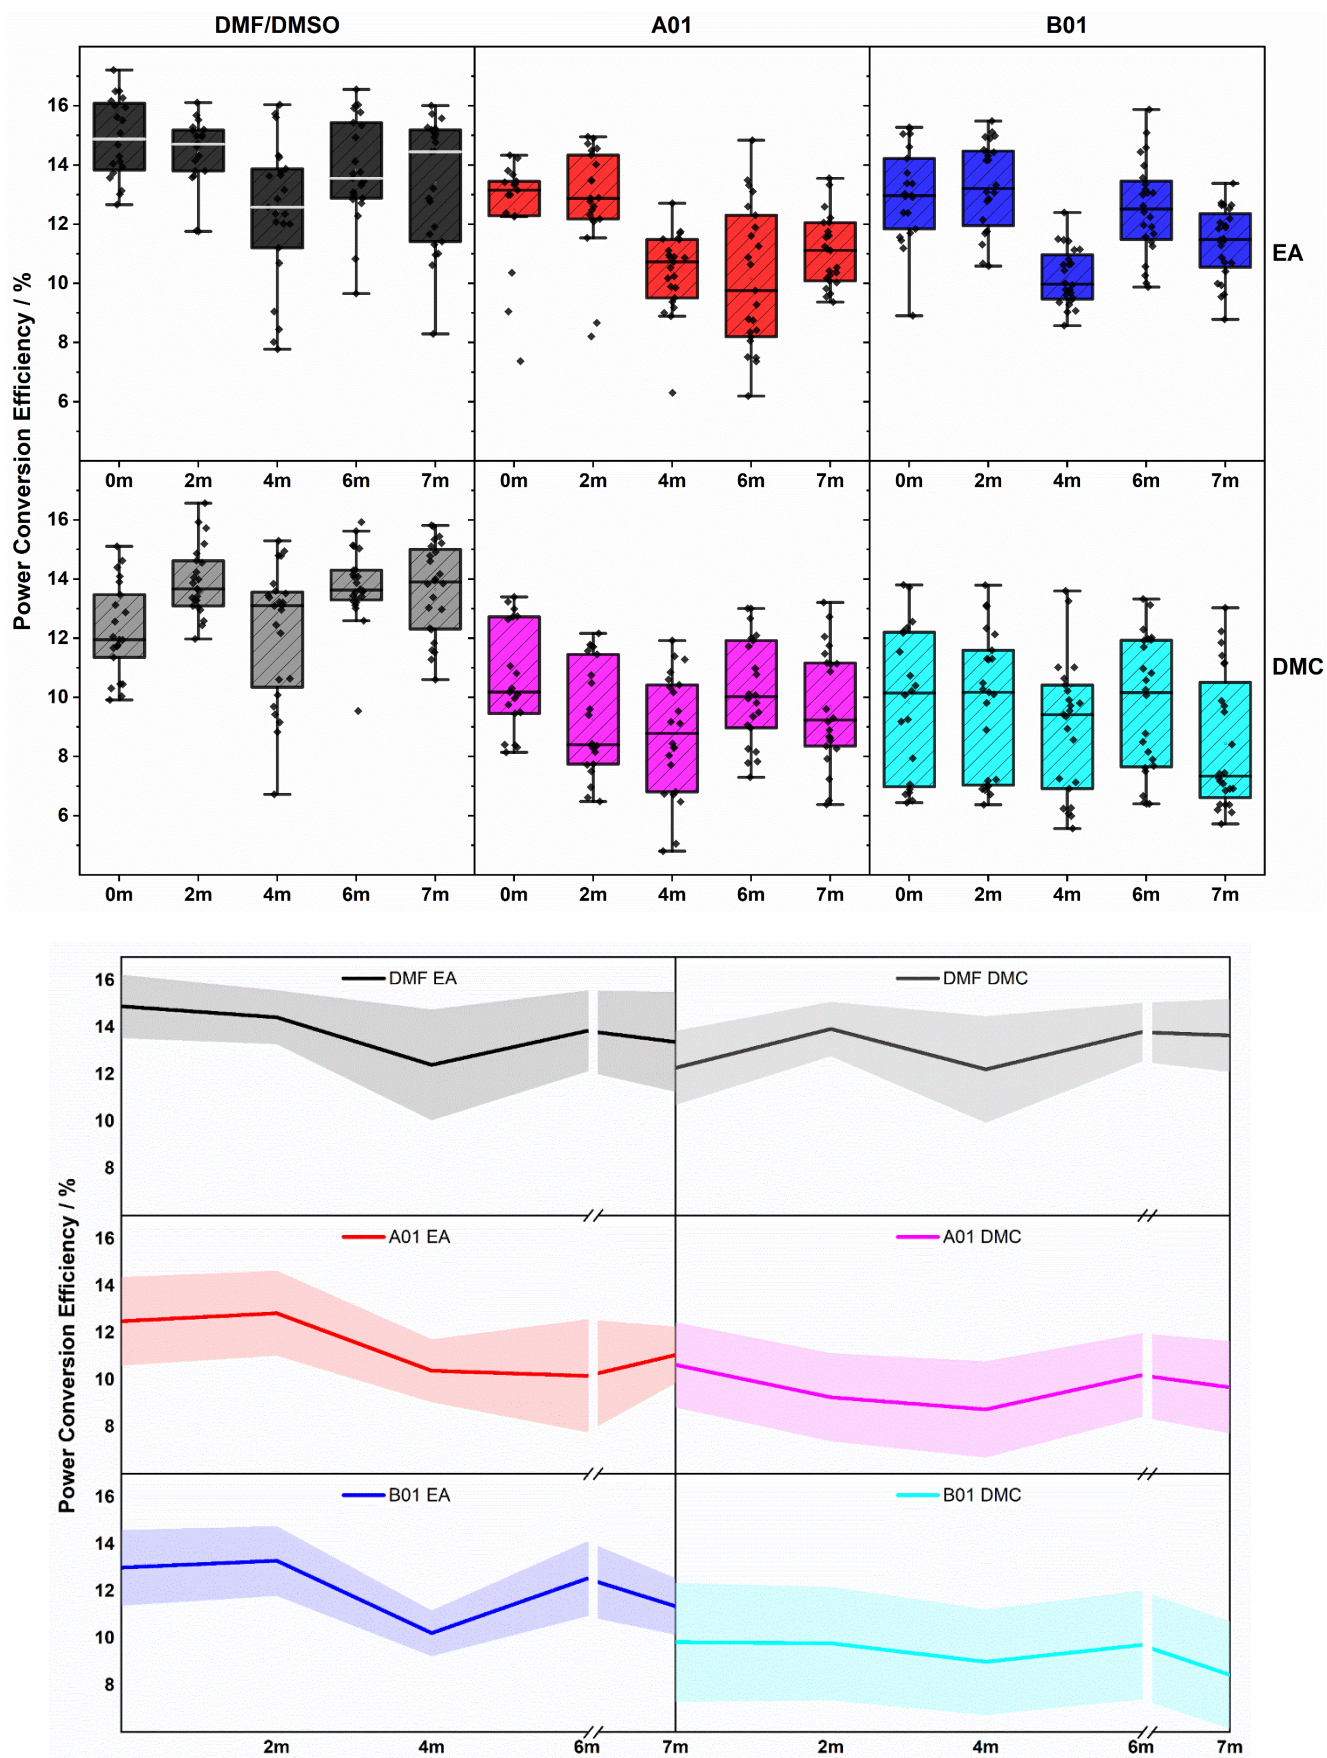 DMF/DMSO A01 B01
Power Conversion Efficiency / %
16
14
12
10
8
6
EA
0m 2m 4m 6m 7m 0m 2m 4m 6m 7m 0m 2m 4m 6m 7m
16
14
12
10
8
6
DMC
0m 2m 4m 6m 7m 0m 2m 4m 6m 7m 0m 2m 4m 6m 7m
Power Conversion Efficiency / %
DMF EA DMF DMC
16
14
12
10
8
A01 EA A01 DMC
16
14
12
10
8
B01 EA B01 DMC
16
14
12
10
8
2m 4m 6m 7m 2m 4m 6m 7m